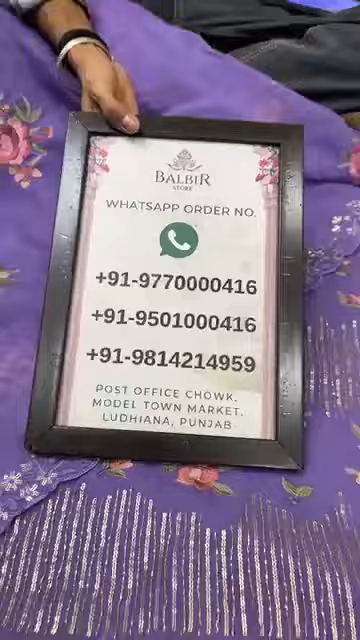 BALBIR
STORE
WHATSAPP ORDER NO.
+91-9770000416
+91-9501000416
+91-9814214959
POST OFFICE CHOWK,
MODEL TOWN MARKET,
LUDHIANA, PUNJAB